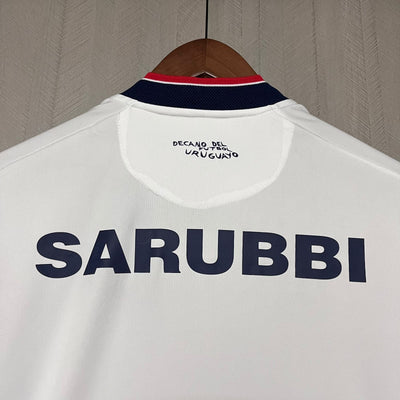 DECANO DEL
FUTBOL
URUGUAYO
SARUBBI